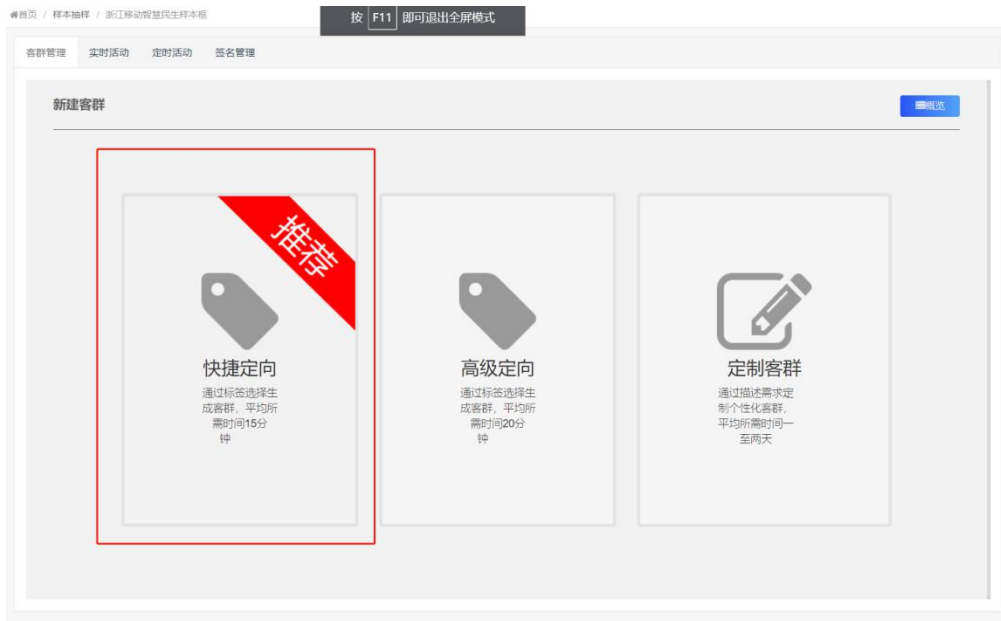 首页 / 样本抽样 / 浙江移动智慧民生样本框
按 F11 即可退出全屏模式
客群管理 实时活动 定时活动 签名管理
新建客群
概览
推荐
快捷定向
通过标签选择生
成客群，平均所
需时间15分
钟
高级定向
通过标签选择生
成客群，平均所
需时间20分
钟
定制客群
通过描述需求定
制个性化客群，
平均所需时间一
至两天